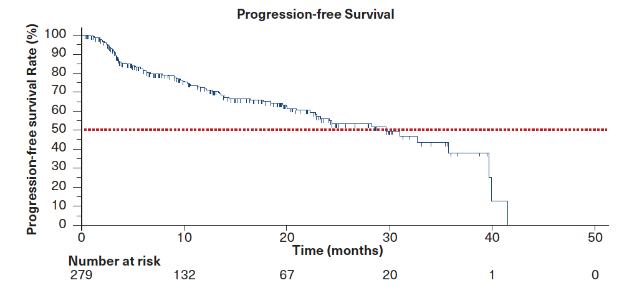 Progression-free Survival
Progression-free survival Rate (%)
100
90
80
70
60
50
40
30
20
10
0
0 10 20 30 40 50
Time (months)
Number at risk
279 132 67 20 1 0